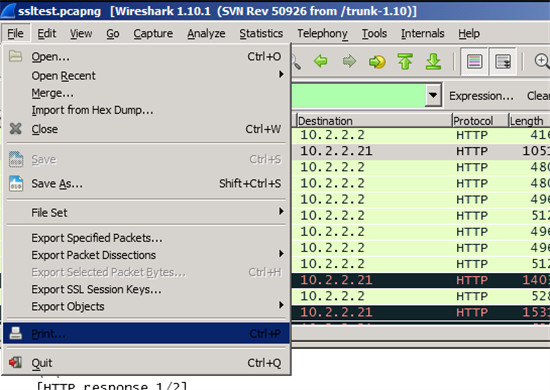 ssltest.pcapng [Wireshark 1.10.1 (SVN Rev 50926 from /trunk-1.10)]
File Edit View Go Capture Analyze Statistics Telephony Tools Internals Help
Open... Ctrl+O
Open Recent
Merge...
Import from Hex Dump...
Close Ctrl+W
Save Ctrl+S
Save As... Shift+Ctrl+S
File Set
Export Specified Packets...
Export Packet Dissections
Export Selected Packet Bytes... Ctrl+H
Export SSL Session Keys...
Export Objects
Print... Ctrl+P
Quit Ctrl+Q
Expression... Clear
Destination Protocol Length
10.2.2.2 HTTP 416
10.2.2.21 HTTP 1051
10.2.2.2 HTTP 480
10.2.2.2 HTTP 480
10.2.2.2 HTTP 496
10.2.2.2 HTTP 512
10.2.2.2 HTTP 496
10.2.2.2 HTTP 496
10.2.2.2 HTTP 512
10.2.2.21 HTTP 1403
10.2.2.2 HTTP 528
10.2.2.21 HTTP 1531
[HTTP response 1/2]